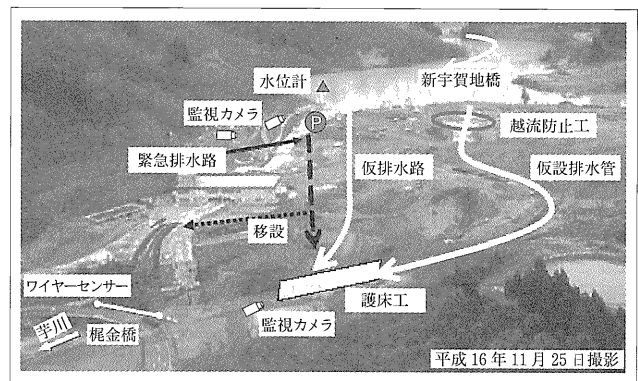 新宇賀地橋
水位計
監視カメラ
P
越流防止工
緊急排水路
仮排水路
仮設排水管
移設
ワイヤーセンサー
護床工
監視カメラ
芋川
梶金橋
平成16年11月25日撮影